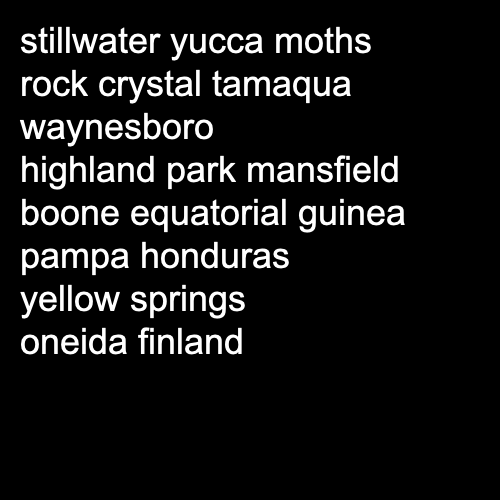 stillwater yucca moths
rock crystal tamaqua
waynesboro
highland park mansfield
boone equatorial guinea
pampa honduras
yellow springs
oneida finland